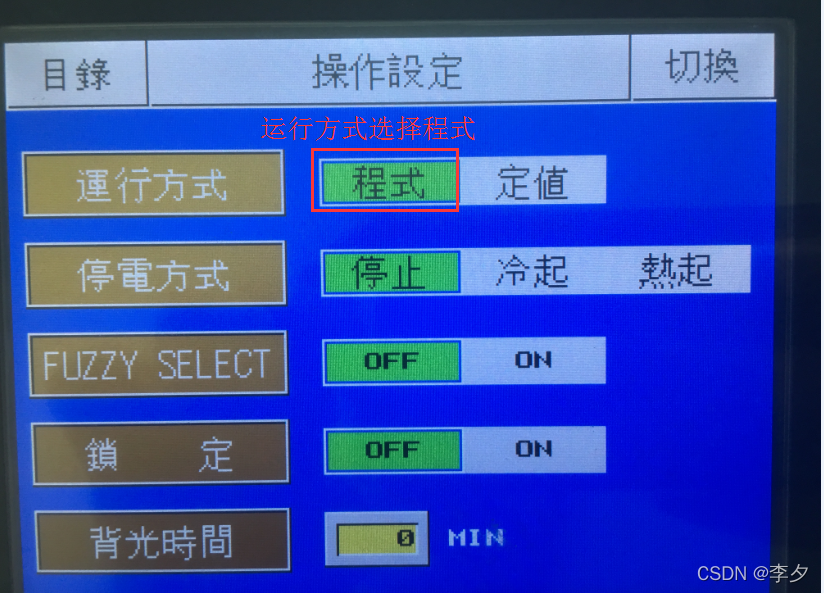 目錄 操作設定 切換
运行方式选择程式
運行方式 程式 定值
停電方式 停止 冷起 熱起
FUZZY SELECT OFF ON
鎖 定 OFF ON
背光時間 0 MIN
CSDN @李夕